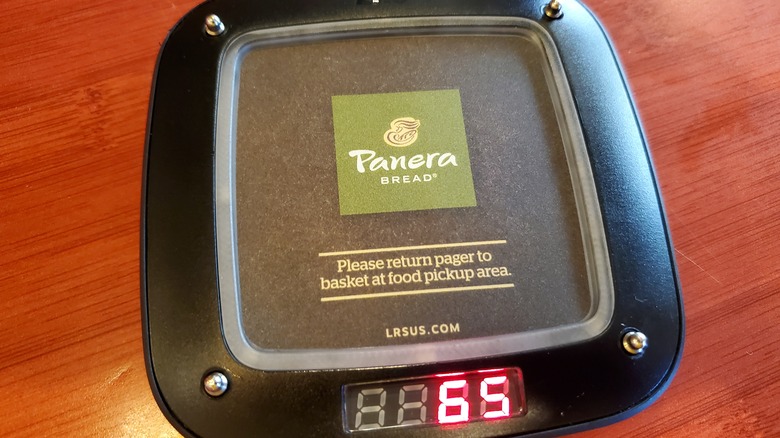 Panera
BREAD®
Please return pager to
basket at food pickup area.
LRSUS.COM
65